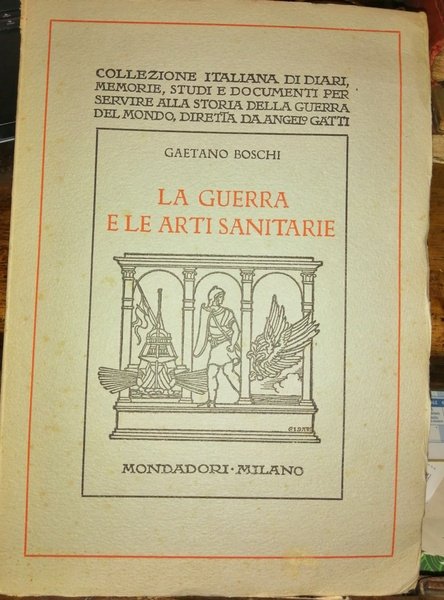 COLLEZIONE ITALIANA DI DIARI,
MEMORIE, STUDI E DOCUMENTI PER
SERVIRE ALLA STORIA DELLA GUERRA
DEL MONDO, DIRETTA DA ANGELO GATTI
GAETANO BOSCHI
LA GUERRA
E LE ARTI SANITARIE
MONDADORI · MILANO